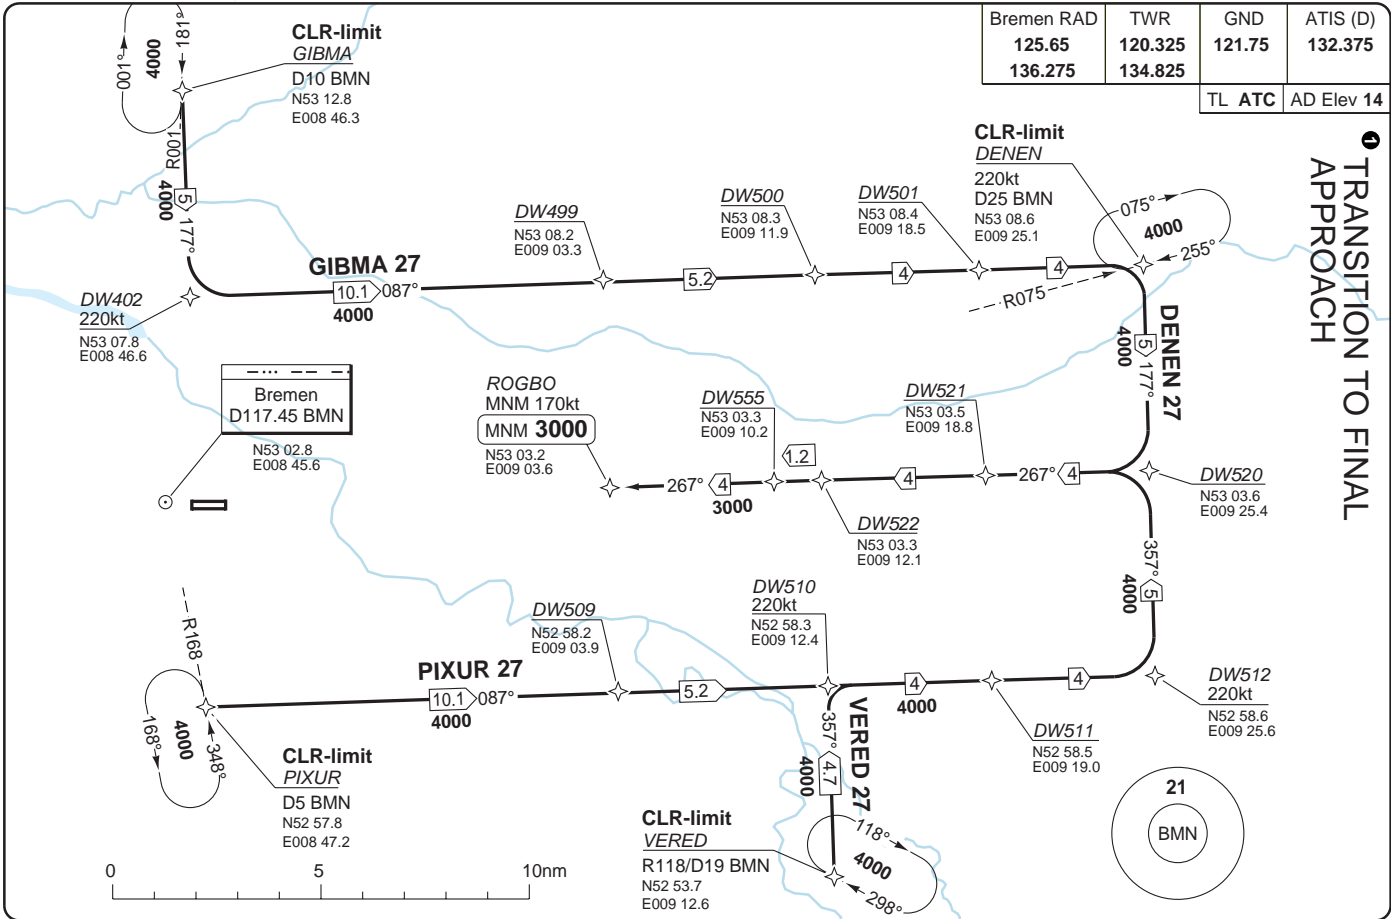 Bremen RAD TWR GND ATIS (D)
125.65 120.325 121.75 132.375
136.275 134.825
TL ATC AD Elev 14
1 TRANSITION TO FINAL
APPROACH
001°
4000
181°
CLR-limit
GIBMA
D10 BMN
N53 12.8
E008 46.3
R001
5
4000
177°
GIBMA 27
10.1 087°
4000
DW402
220kt
N53 07.8
E008 46.6
DW499
N53 08.2
E009 03.3
5.2
DW500
N53 08.3
E009 11.9
4
DW501
N53 08.4
E009 18.5
4
CLR-limit
DENEN
220kt
D25 BMN
N53 08.6
E009 25.1
075°
4000
255°
R075
DENEN 27
5
4000
177°
Bremen
D117.45 BMN
N53 02.8
E008 45.6
ROGBO
MNM 170kt
MNM 3000
N53 03.2
E009 03.6
267° 4
3000
DW555
N53 03.3
E009 10.2
1.2
DW522
N53 03.3
E009 12.1
4
DW521
N53 03.5
E009 18.8
267° 4
DW520
N53 03.6
E009 25.4
357°
5
4000
R168
168°
4000
348°
CLR-limit
PIXUR
D5 BMN
N52 57.8
E008 47.2
PIXUR 27
10.1 087°
4000
DW509
N52 58.2
E009 03.9
5.2
DW510
220kt
N52 58.3
E009 12.4
4
4000
DW511
N52 58.5
E009 19.0
4
DW512
220kt
N52 58.6
E009 25.6
357°
VERED 27
4.7
4000
CLR-limit
VERED
R118/D19 BMN
N52 53.7
E009 12.6
118°
4000
298°
21
BMN
0 5 10nm